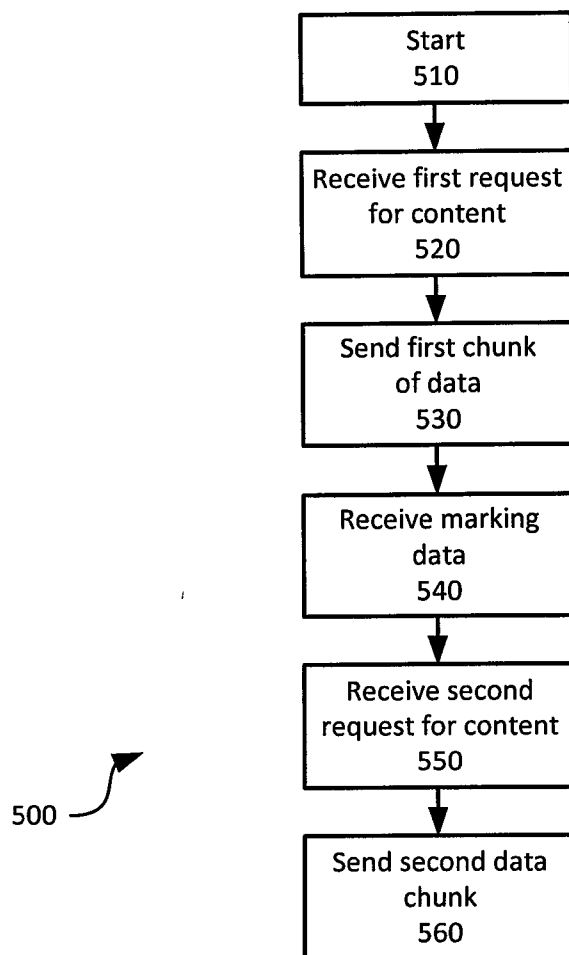 Start
510
Receive first request
for content
520
Send first chunk
of data
530
Receive marking
data
540
Receive second
request for content
550
500
Send second data
chunk
560